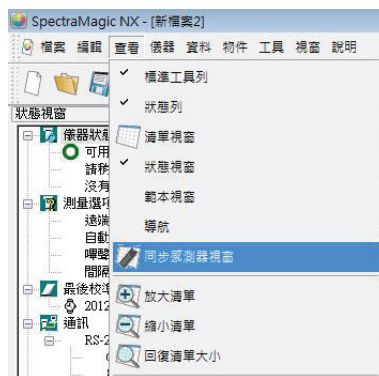 SpectraMagic NX - [新檔案2]
檔案 編輯 查看 儀器 資料 物件 工具 視窗 說明
標準工具列
狀態列
清單視窗
狀態視窗
範本視窗
導航
同步感測器視窗
放大清單
縮小清單
回復清單大小
狀態視窗
儀器狀態
可用
請稍
沒有
測量選項
遠端
自動
嗶聲
間隔
最後校準
2012
通訊
RS-2